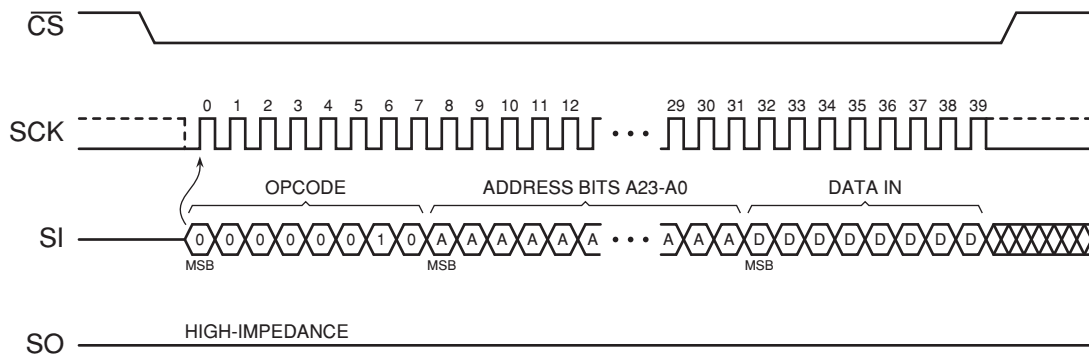 CS
0 1 2 3 4 5 6 7 8 9 10 11 12 29 30 31 32 33 34 35 36 37 38 39
SCK
OPCODE ADDRESS BITS A23-A0 DATA IN
SI 0 0 0 0 0 0 1 0 A A A A A A A A A D D D D D D D D
MSB MSB MSB
HIGH-IMPEDANCE
SO